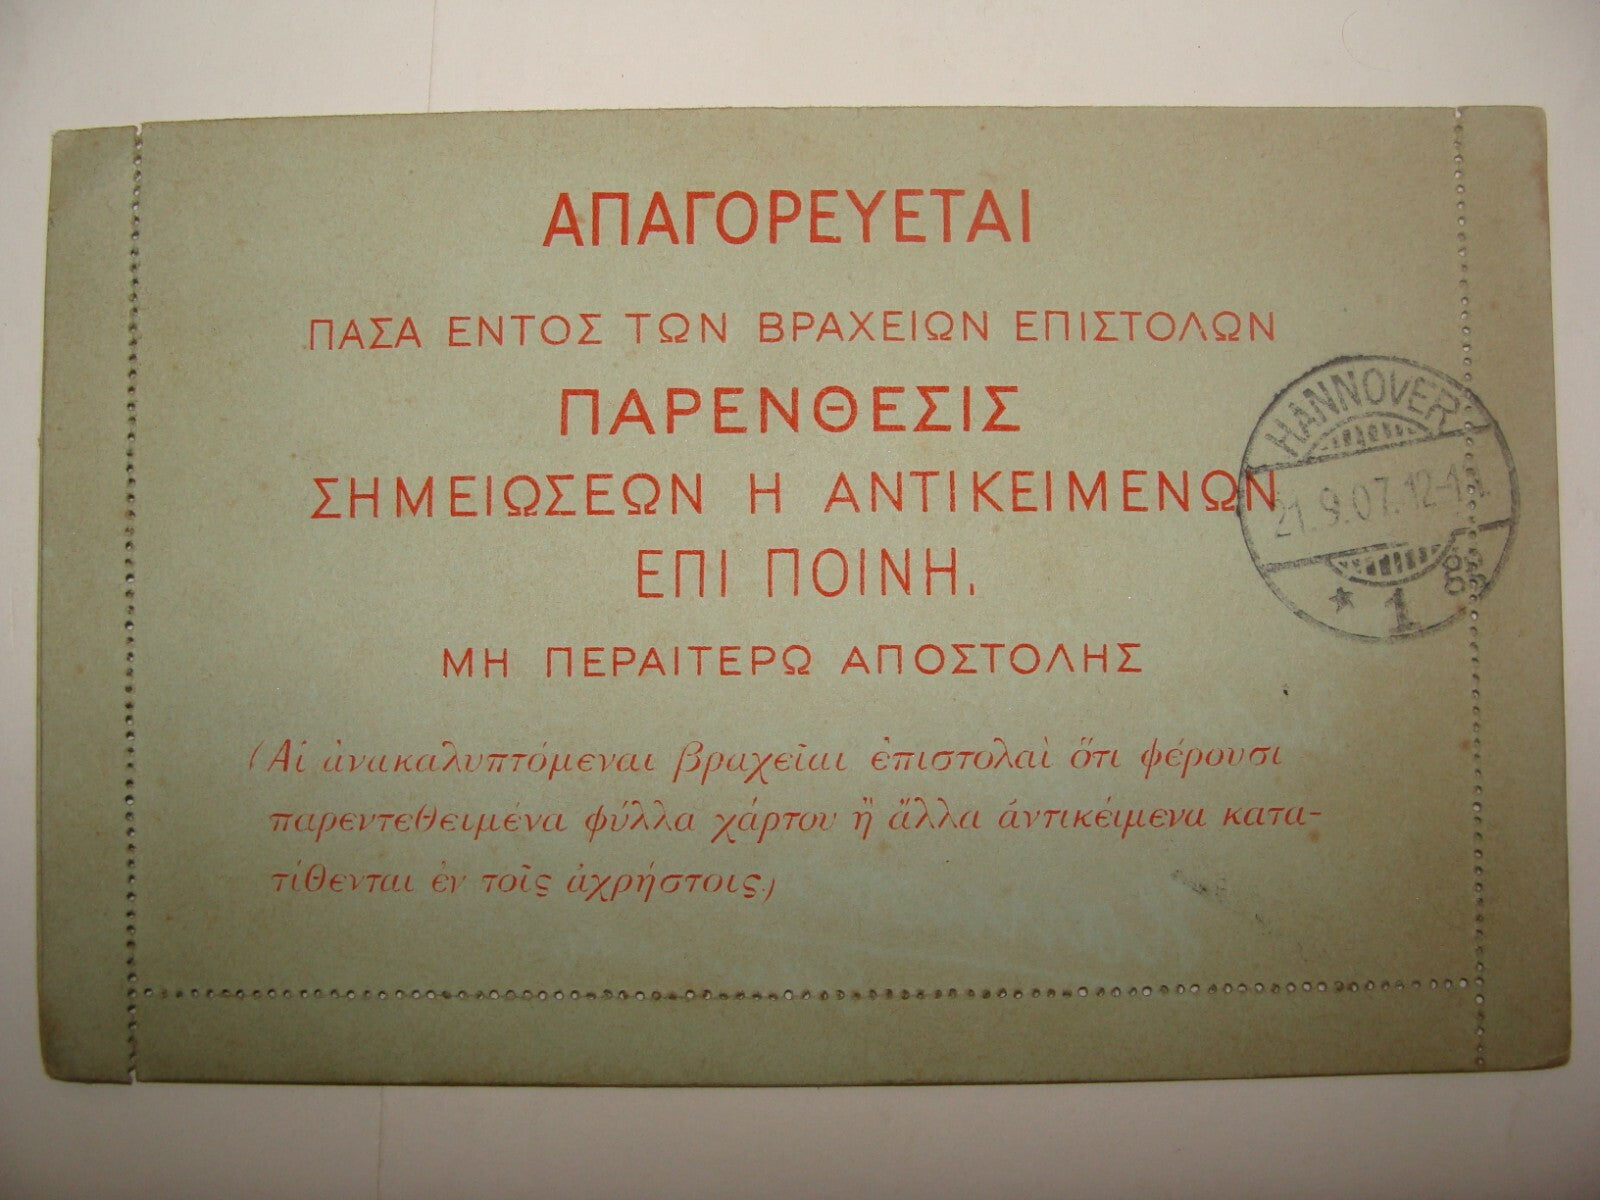 ΑΠΑΓΟΡΕΥΕΤΑΙ
ΠΑΣΑ ΕΝΤΟΣ ΤΩΝ ΒΡΑΧΕΙΩΝ ΕΠΙΣΤΟΛΩΝ
ΠΑΡΕΝΘΕΣΙΣ
ΣΗΜΕΙΩΣΕΩΝ Η ΑΝΤΙΚΕΙΜΕΝΩΝ
ΕΠΙ ΠΟΙΝΗ.
ΜΗ ΠΕΡΑΙΤΕΡΩ ΑΠΟΣΤΟΛΗΣ
(Αἱ ἀνακαλυπτόμεναι βραχεῖαι ἐπιστολαὶ ὅτι φέρουσι
παρεντεθειμένα φύλλα χάρτου ἢ ἄλλα ἀντικείμενα κατα-
τίθενται ἐν τοῖς ἀχρήστοις)
HANNOVER
21.9.07.12-1
* 1